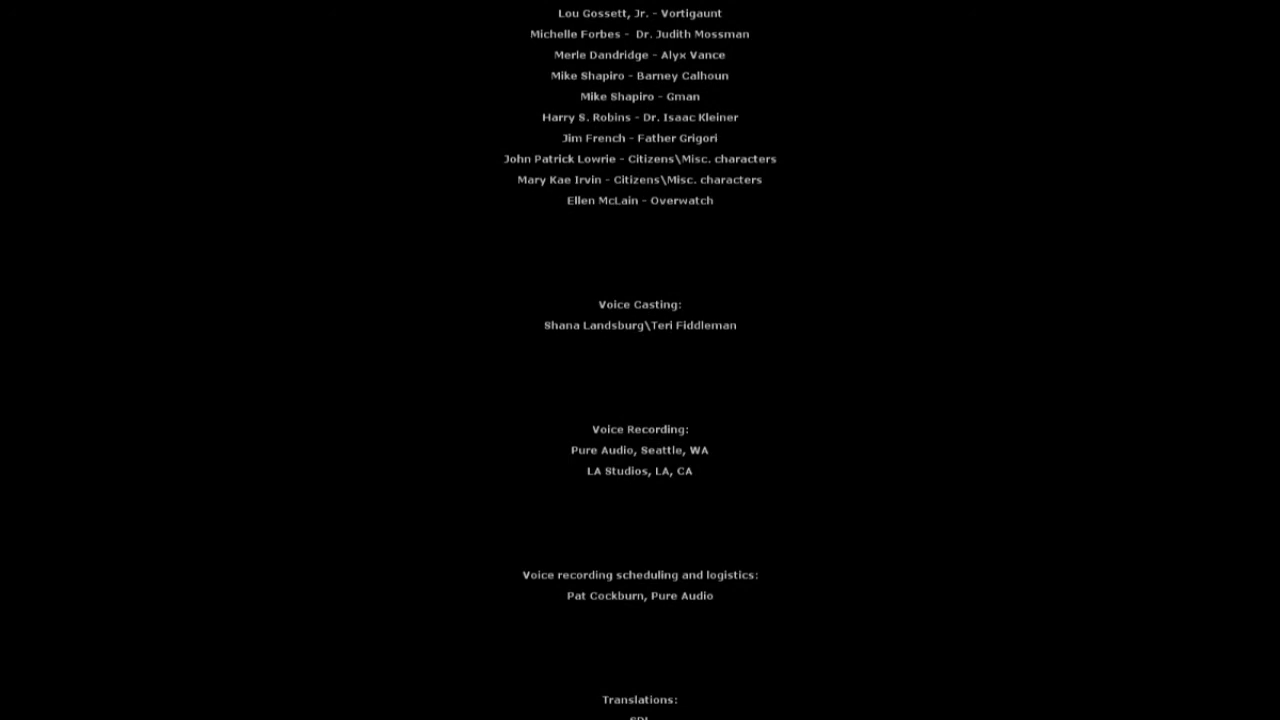 Lou Gossett, Jr. - Vortigaunt
Michelle Forbes -  Dr. Judith Mossman
Merle Dandridge - Alyx Vance
Mike Shapiro - Barney Calhoun
Mike Shapiro - Gman
Harry S. Robins - Dr. Isaac Kleiner
Jim French - Father Grigori
John Patrick Lowrie - Citizens\Misc. characters
Mary Kae Irvin - Citizens\Misc. characters
Ellen McLain - Overwatch
Voice Casting:
Shana Landsburg\Teri Fiddleman
Voice Recording:
Pure Audio, Seattle, WA
LA Studios, LA, CA
Voice recording scheduling and logistics:
Pat Cockburn, Pure Audio
Translations: